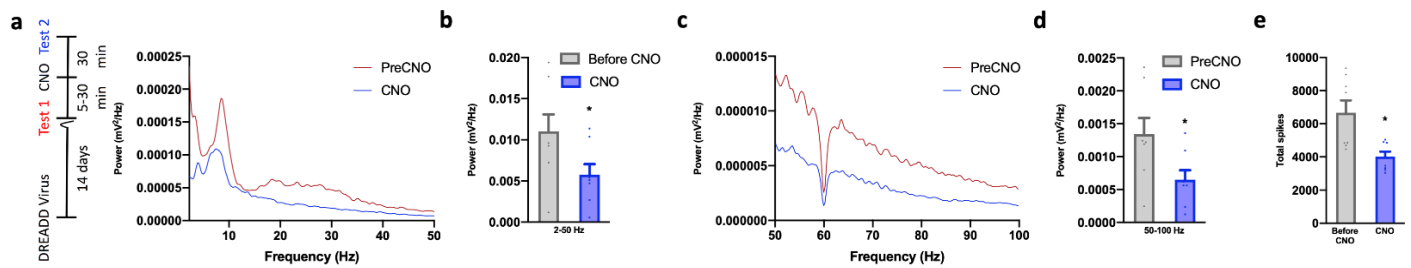 a
DREADD Virus
14 days
Test 1
5-30
min
CNO
30
min
Test 2
0.00025
0.00020
0.00015
0.00010
0.00005
0.00000
Power (mV²/Hz)
10
20
30
40
50
Frequency (Hz)
PreCNO
CNO
b
0.020
0.015
0.010
0.005
0.000
Power (mV²/Hz)
Before CNO
CNO
*
2-50 Hz
c
0.000015
0.000010
0.000005
0.000000
Power (mV²/Hz)
50
60
70
80
90
100
Frequency (Hz)
PreCNO
CNO
d
0.0025
0.0020
0.0015
0.0010
0.0005
0.0000
Power (mV²/Hz)
PreCNO
CNO
*
50-100 Hz
e
10000
8000
6000
4000
2000
0
Total spikes
*
Before
CNO
CNO